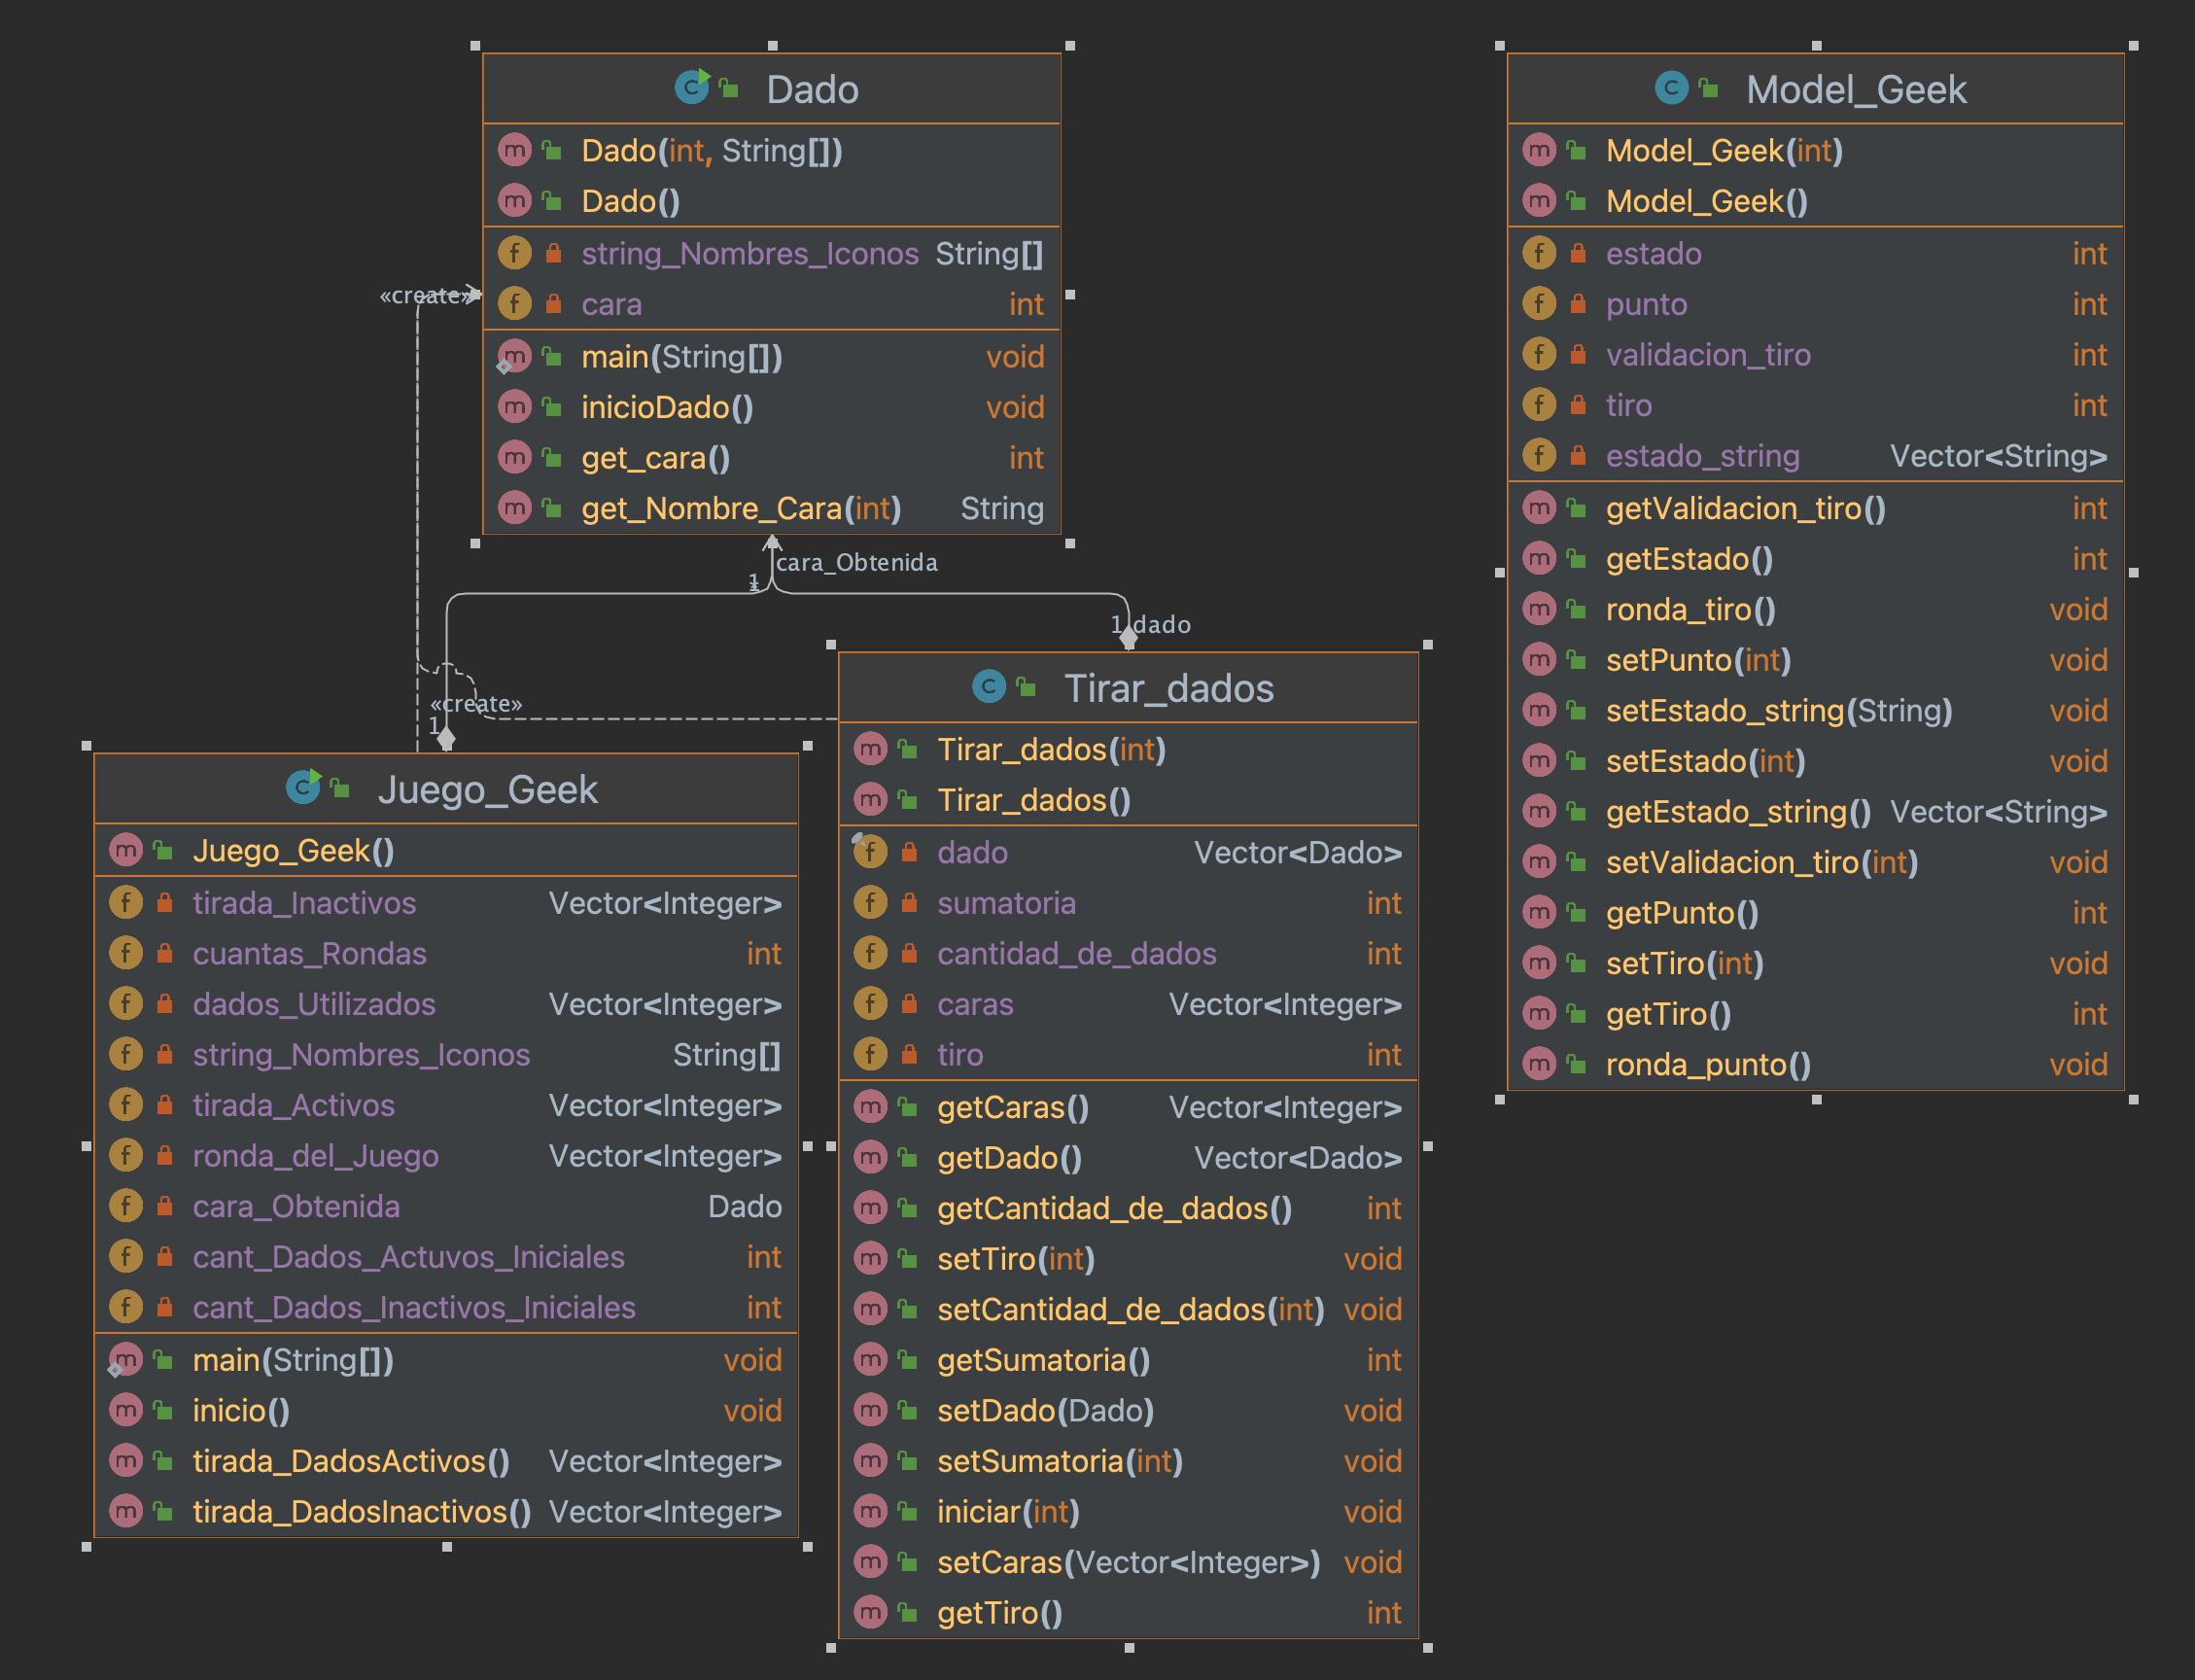 Dado
Dado(int, String[])
Dado()
string_Nombres_Iconos String[]
cara int
main(String[]) void
inicioDado() void
get_cara() int
get_Nombre_Cara(int) String
Model_Geek
Model_Geek(int)
Model_Geek()
estado int
punto int
validacion_tiro int
tiro int
estado_string Vector<String>
getValidacion_tiro() int
getEstado() int
ronda_tiro() void
setPunto(int) void
setEstado_string(String) void
setEstado(int) void
getEstado_string() Vector<String>
setValidacion_tiro(int) void
getPunto() int
setTiro(int) void
getTiro() int
ronda_punto() void
«create»
cara_Obtenida
1
1 dado
«create»
1
Juego_Geek
Juego_Geek()
tirada_Inactivos Vector<Integer>
cuantas_Rondas int
dados_Utilizados Vector<Integer>
string_Nombres_Iconos String[]
tirada_Activos Vector<Integer>
ronda_del_Juego Vector<Integer>
cara_Obtenida Dado
cant_Dados_Actuvos_Iniciales int
cant_Dados_Inactivos_Iniciales int
main(String[]) void
inicio() void
tirada_DadosActivos() Vector<Integer>
tirada_DadosInactivos() Vector<Integer>
Tirar_dados
Tirar_dados(int)
Tirar_dados()
dado Vector<Dado>
sumatoria int
cantidad_de_dados int
caras Vector<Integer>
tiro int
getCaras() Vector<Integer>
getDado() Vector<Dado>
getCantidad_de_dados() int
setTiro(int) void
setCantidad_de_dados(int) void
getSumatoria() int
setDado(Dado) void
setSumatoria(int) void
iniciar(int) void
setCaras(Vector<Integer>) void
getTiro() int